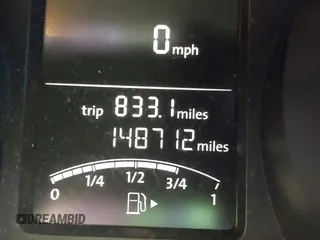 0 mph
trip 833.1 miles
148712 miles
0 1/4 1/2 3/4 1
DREAMBID